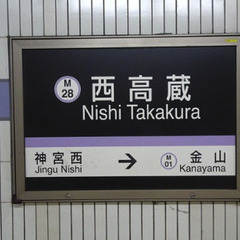 M
28
西高蔵
Nishi Takakura
神宮西
Jingu Nishi
→
M
01
金山
Kanayama